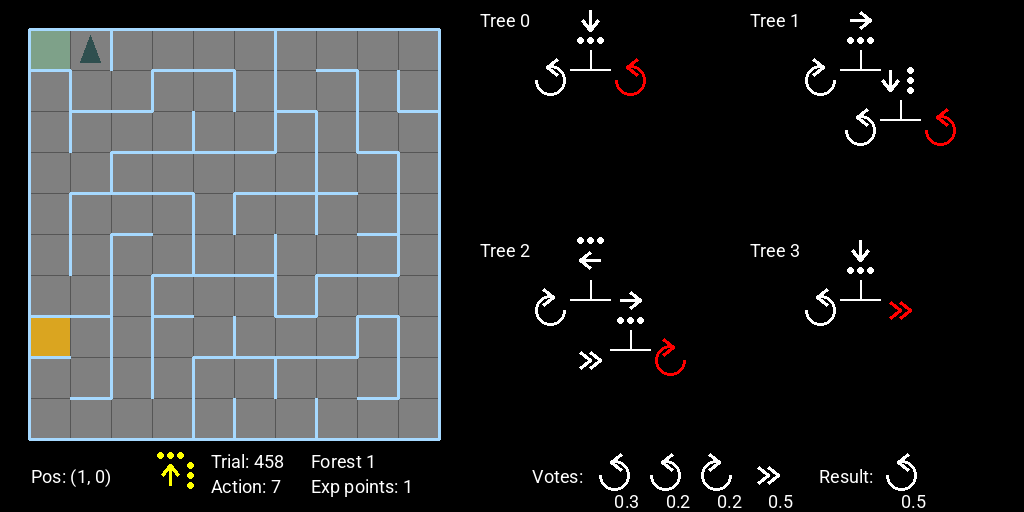 Tree 0
Tree 1
Tree 2
Tree 3
Pos: (1, 0)
Trial: 458
Action: 7
Forest 1
Exp points: 1
Votes:
0.3
0.2
0.2
0.5
Result:
0.5